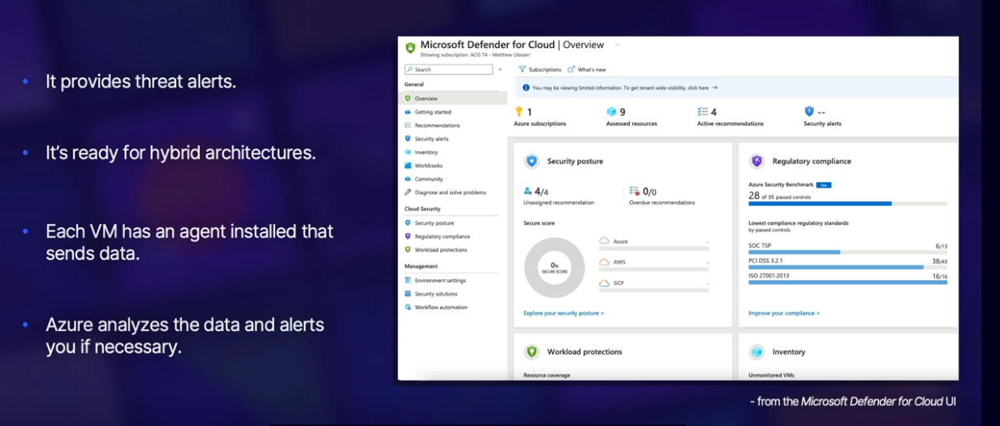 • It provides threat alerts.
• It's ready for hybrid architectures.
• Each VM has an agent installed that
sends data.
• Azure analyzes the data and alerts
you if necessary.
Microsoft Defender for Cloud | Overview ...
Showing subscription 'ACG TA - Matthew Ulasien'
Search «
General
Overview
Getting started
Recommendations
Security alerts
Inventory
Workbooks
Community
Diagnose and solve problems
Cloud Security
Security posture
Regulatory compliance
Workload protections
Management
Environment settings
Security solutions
Workflow automation
Subscriptions What's new
You may be viewing limited information. To get tenant-wide visibility, click here →
1
Azure subscriptions
9
Assessed resources
4
Active recommendations
--
Security alerts
Security posture
4/4
Unassigned recommendation
0/0
Overdue recommendations
Secure score
0%
SECURE SCORE
Azure -
AWS -
GCP -
Explore your security posture >
Regulatory compliance
Azure Security Benchmark New
28 of 39 passed controls
Lowest compliance regulatory standards
by passed controls
SOC TSP 6/13
PCI DSS 3.2.1 38/43
ISO 27001:2013 16/16
Improve your compliance >
Workload protections
Resource coverage
Inventory
Unmonitored VMs
- from the Microsoft Defender for Cloud UI